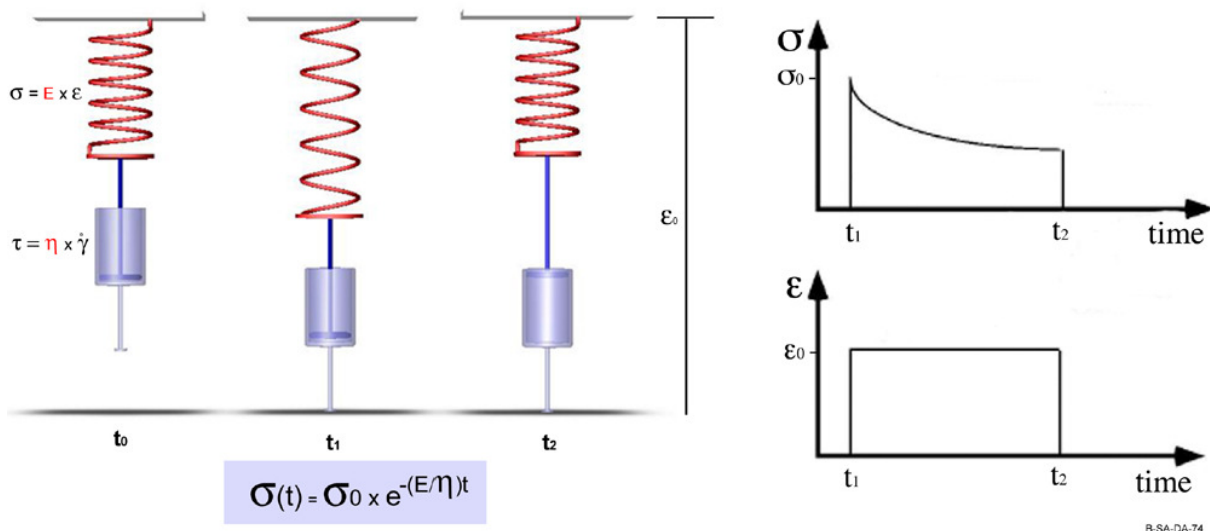 σ = E x ε
τ = η x γ̇
t₀
t₁
t₂
ε₀
σ(t) = σ₀ x e^-(E/η)t
σ
σ₀
t₁
t₂
time
ε
ε₀
t₁
t₂
time
B-SA-DA-74